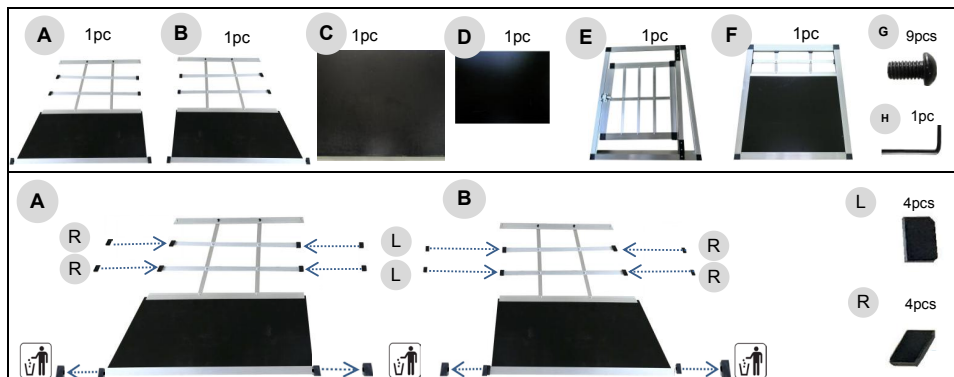 A 1pc B 1pc C 1pc D 1pc E 1pc F 1pc G 9pcs
H 1pc
A B L 4pcs
R L R
R L R
R 4pcs